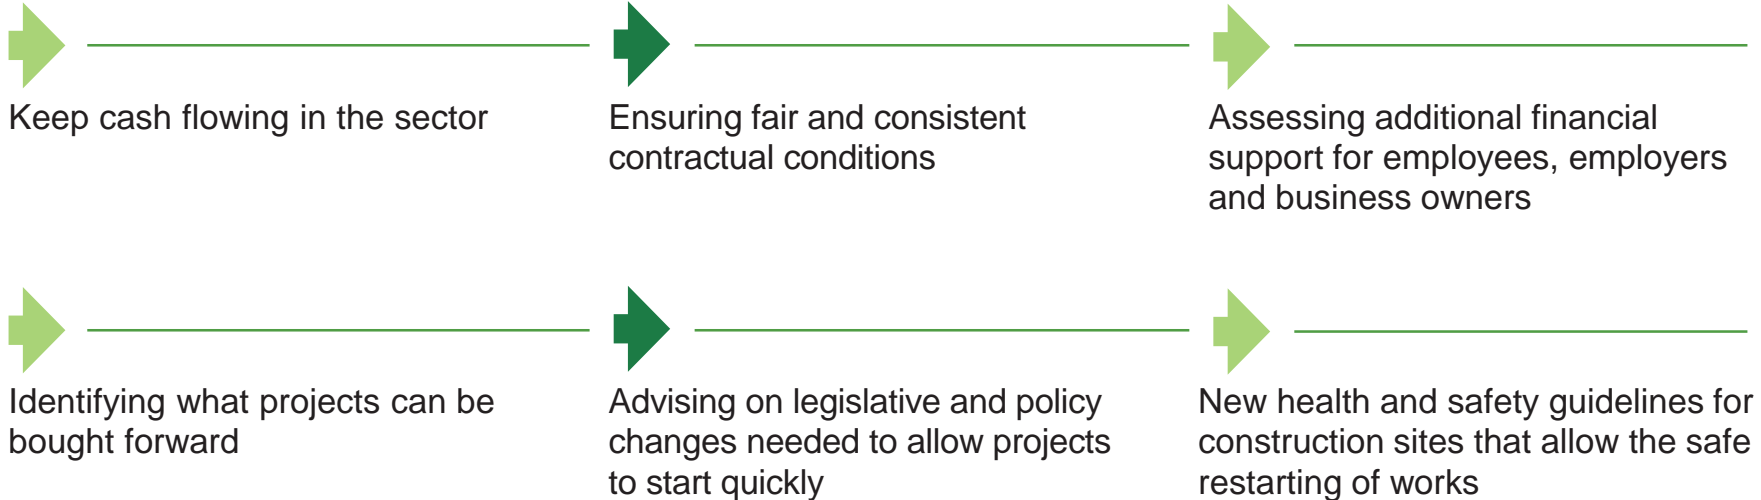 Keep cash flowing in the sector
Ensuring fair and consistent
contractual conditions
Assessing additional financial
support for employees, employers
and business owners
Identifying what projects can be
bought forward
Advising on legislative and policy
changes needed to allow projects
to start quickly
New health and safety guidelines for
construction sites that allow the safe
restarting of works